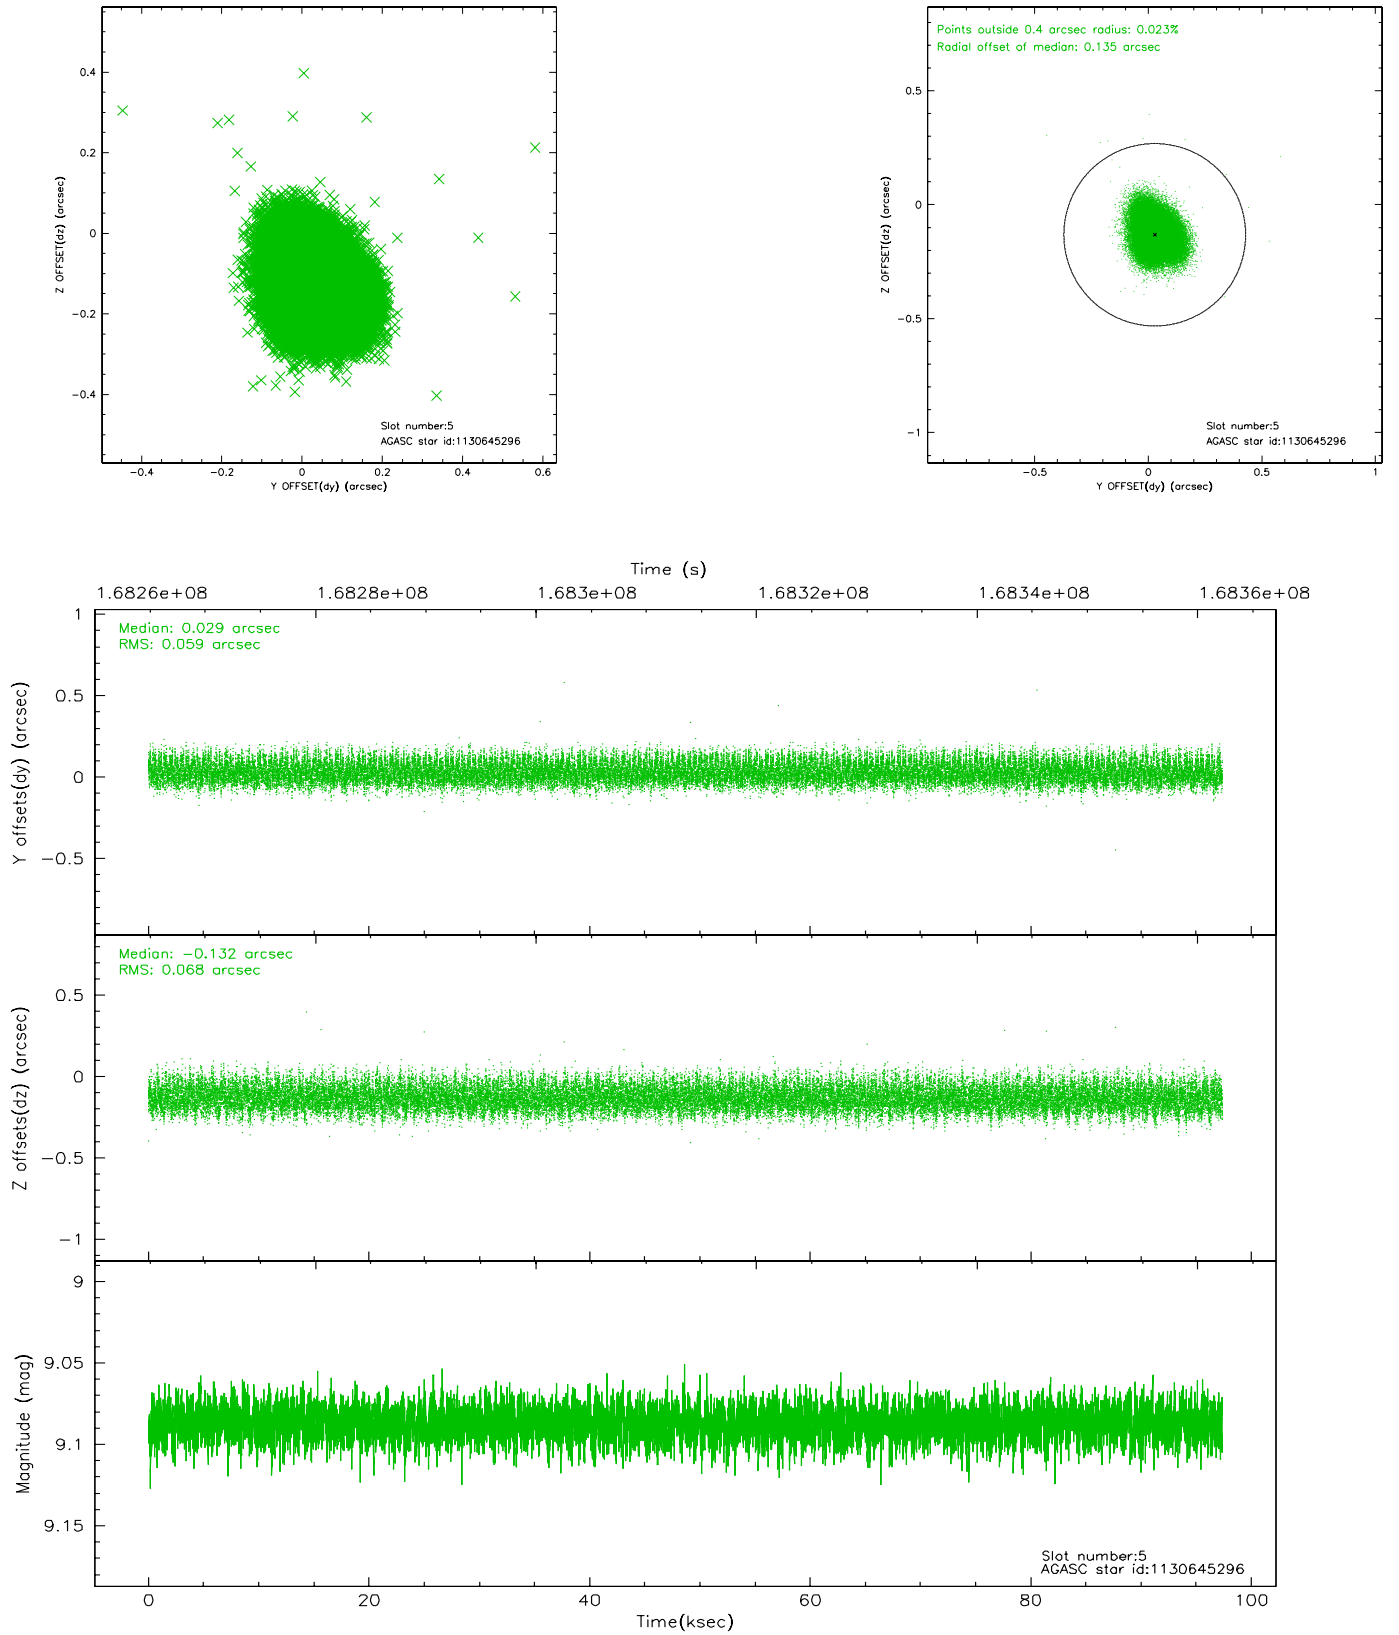 0.4
0.2
0
−0.2
−0.4
Z OFFSET(dz) (arcsec)
Slot number:5
AGASC star id:1130645296
−0.4 −0.2 0 0.2 0.4 0.6
Y OFFSET(dy) (arcsec)
Points outside 0.4 arcsec radius: 0.023%
Radial offset of median: 0.135 arcsec
0.5
0
−0.5
−1
Z OFFSET(dz) (arcsec)
Slot number:5
AGASC star id:1130645296
−0.5 0 0.5 1
Y OFFSET(dy) (arcsec)
Time (s)
1.6826e+08 1.6828e+08 1.683e+08 1.6832e+08 1.6834e+08 1.6836e+08
Median: 0.029 arcsec
RMS: 0.059 arcsec
1
0.5
0
−0.5
Y offsets(dy) (arcsec)
Median: −0.132 arcsec
RMS: 0.068 arcsec
0.5
0
−0.5
−1
Z offsets(dz) (arcsec)
9
9.05
9.1
9.15
Magnitude (mag)
Slot number:5
AGASC star id:1130645296
0 20 40 60 80 100
Time(ksec)